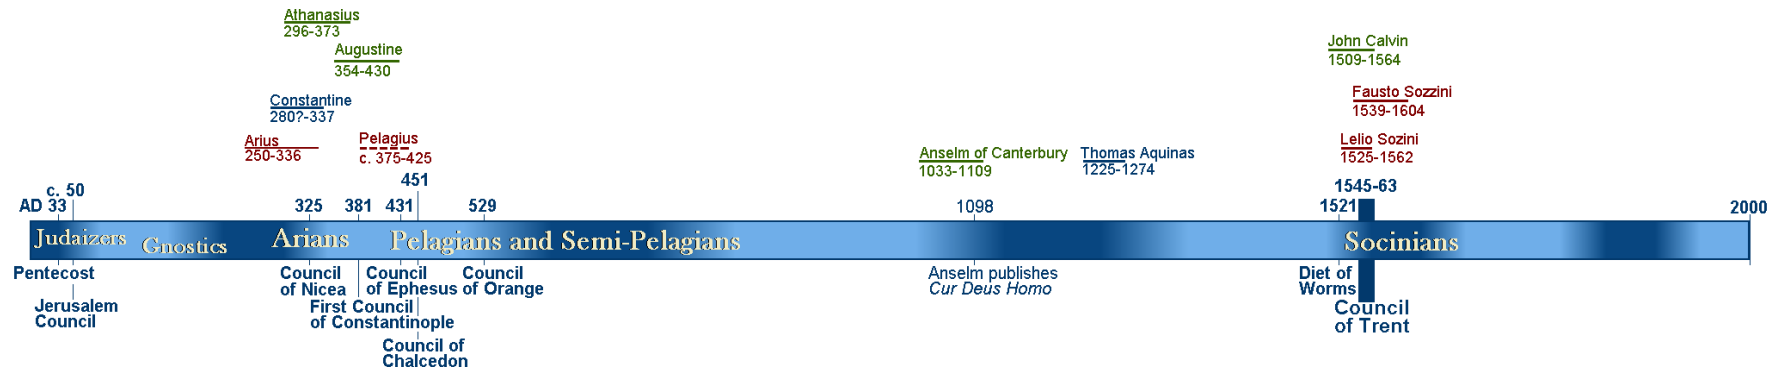 Athanasius
296-373
Augustine
354-430
Constantine
280?-337
Arius
250-336
Pelagius
c. 375-425
Anselm of Canterbury
1033-1109
Thomas Aquinas
1225-1274
John Calvin
1509-1564
Fausto Sozzini
1539-1604
Lelio Sozini
1525-1562
c. 50
451
1545-63
AD 33
325
381
431
529
1098
1521
2000
Judaizers
Gnostics
Arians
Pelagians and Semi-Pelagians
Socinians
Pentecost
Jerusalem
Council
Council
of Nicea
First Council
of Constantinople
Council
of Ephesus
Council of
Chalcedon
Council
of Orange
Anselm publishes
Cur Deus Homo
Diet of
Worms
Council
of Trent